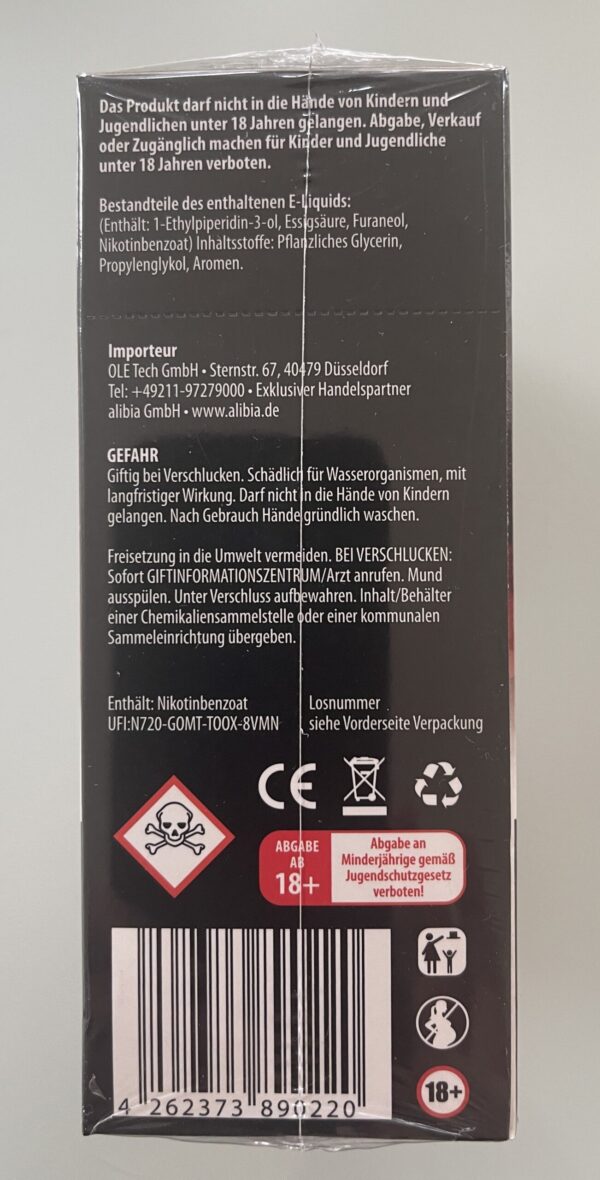 Das Produkt darf nicht in die Hände von Kindern und
Jugendlichen unter 18 Jahren gelangen. Abgabe, Verkauf
oder Zugänglich machen für Kinder und Jugendliche
unter 18 Jahren verboten.
Bestandteile des enthaltenen E-Liquids:
(Enthält: 1-Ethylpiperidin-3-ol, Essigsäure, Furaneol,
Nikotinbenzoat) Inhaltsstoffe: Pflanzliches Glycerin,
Propylenglykol, Aromen.
Importeur
OLE Tech GmbH • Sternstr. 67, 40479 Düsseldorf
Tel: +49211-97279000 • Exklusiver Handelspartner
alibia GmbH • www.alibia.de
GEFAHR
Giftig bei Verschlucken. Schädlich für Wasserorganismen, mit
langfristiger Wirkung. Darf nicht in die Hände von Kindern
gelangen. Nach Gebrauch Hände gründlich waschen.
Freisetzung in die Umwelt vermeiden. BEI VERSCHLUCKEN:
Sofort GIFTINFORMATIONSZENTRUM/Arzt anrufen. Mund
ausspülen. Unter Verschluss aufbewahren. Inhalt/Behälter
einer Chemikaliensammelstelle oder einer kommunalen
Sammeleinrichtung übergeben.
Enthält: Nikotinbenzoat
UFI:N720-GOMT-TOOX-8VMN
Losnummer
siehe Vorderseite Verpackung
CE
ABGABE
AB
18+
Abgabe an
Minderjährige gemäß
Jugendschutzgesetz
verboten!
4 262373 890220
18+